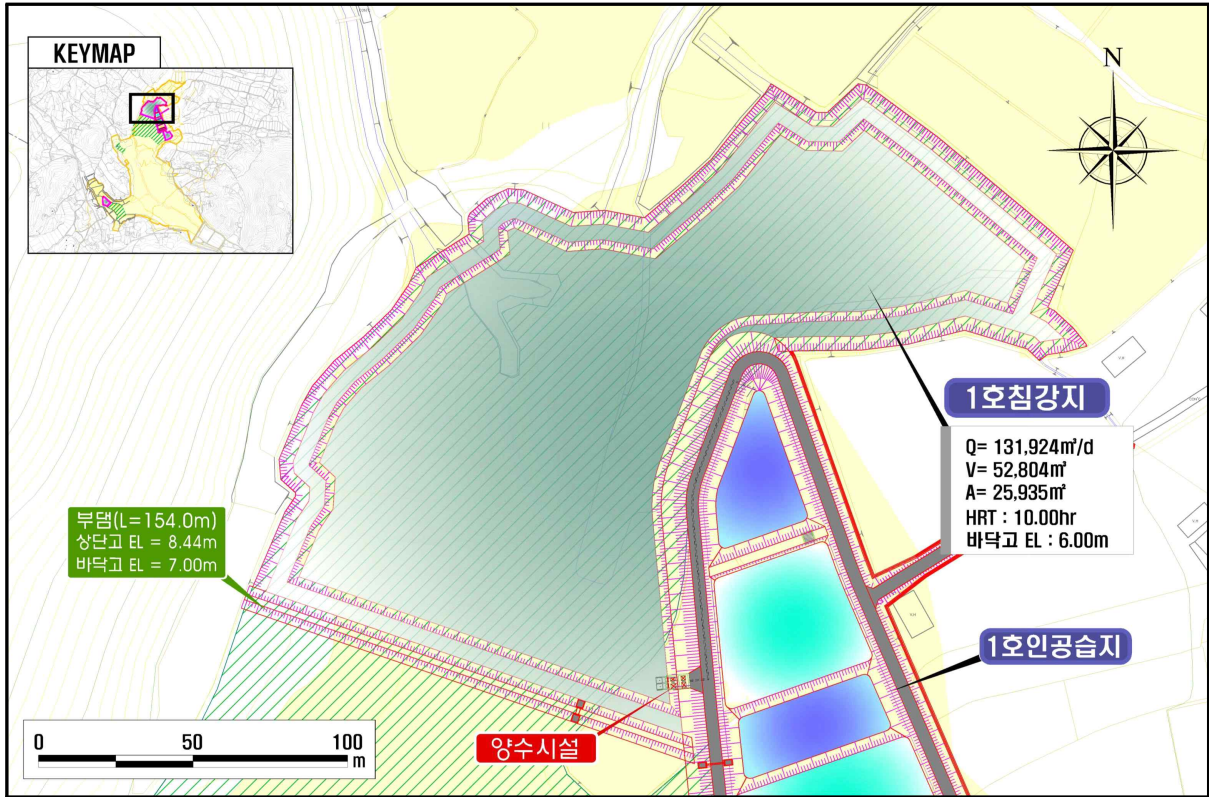 KEYMAP
N
1호침강지
Q= 131,924㎥/d
V= 52,804㎥
A= 25,935㎡
HRT : 10.00hr
바닥고 EL : 6.00m
부댐(L=154.0m)
상단고 EL = 8.44m
바닥고 EL = 7.00m
1호인공습지
양수시설
0 50 100
m